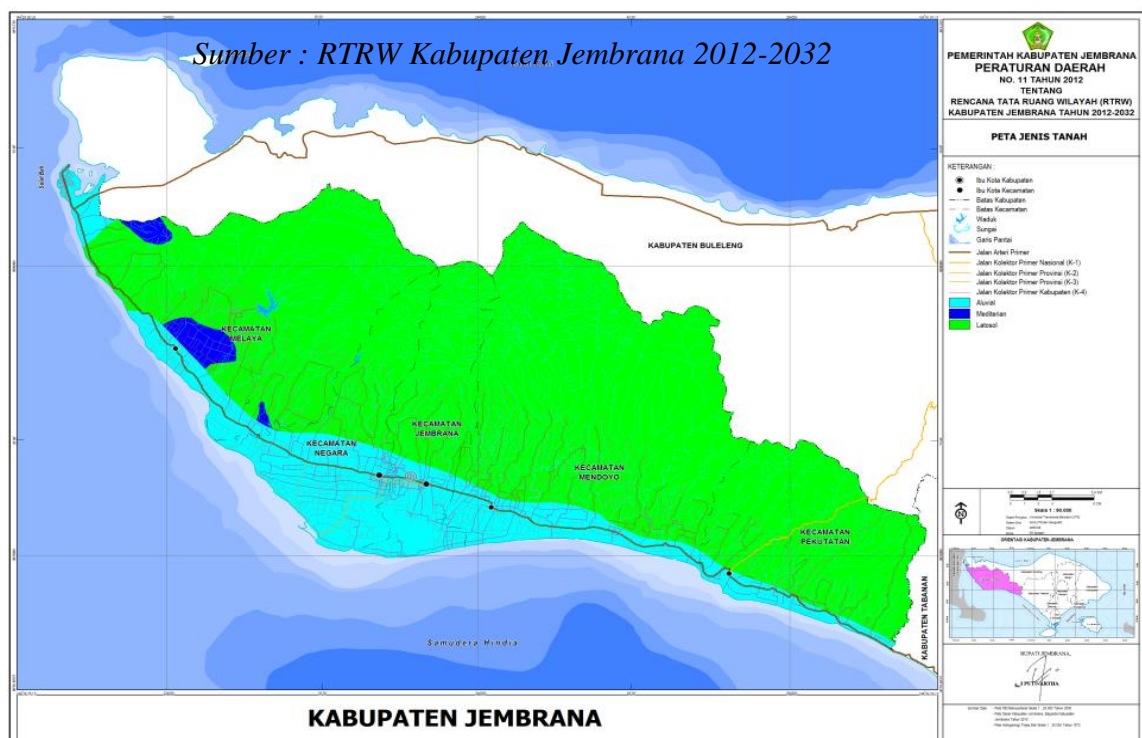 Sumber : RTRW Kabupaten Jembrana 2012-2032
PEMERINTAH KABUPATEN JEMBRANA
PERATURAN DAERAH
NO. 11 TAHUN 2012
TENTANG
RENCANA TATA RUANG WILAYAH (RTRW)
KABUPATEN JEMBRANA TAHUN 2012-2032
PETA JENIS TANAH
KETERANGAN :
Ibu Kota Kabupaten
Ibu Kota Kecamatan
Batas Kabupaten
Batas Kecamatan
Waduk
Sungai
Garis Pantai
Jalan Arteri Primer
Jalan Kolektor Primer Nasional (K-1)
Jalan Kolektor Primer Provinsi (K-2)
Jalan Kolektor Primer Provinsi (K-3)
Jalan Kolektor Primer Kabupaten (K-4)
Aluvial
Mediterian
Latosol
KABUPATEN BULELENG
KECAMATAN
MELAYA
KECAMATAN
NEGARA
KECAMATAN
JEMBRANA
KECAMATAN
MENDOYO
KECAMATAN
PEKUTATAN
KABUPATEN TABANAN
Selat Bali
Samudera Hindia
N
Skala 1 : 50.000
ORIENTASI KABUPATEN JEMBRANA
BUPATI JEMBRANA,
I PUTU ARTHA
KABUPATEN JEMBRANA